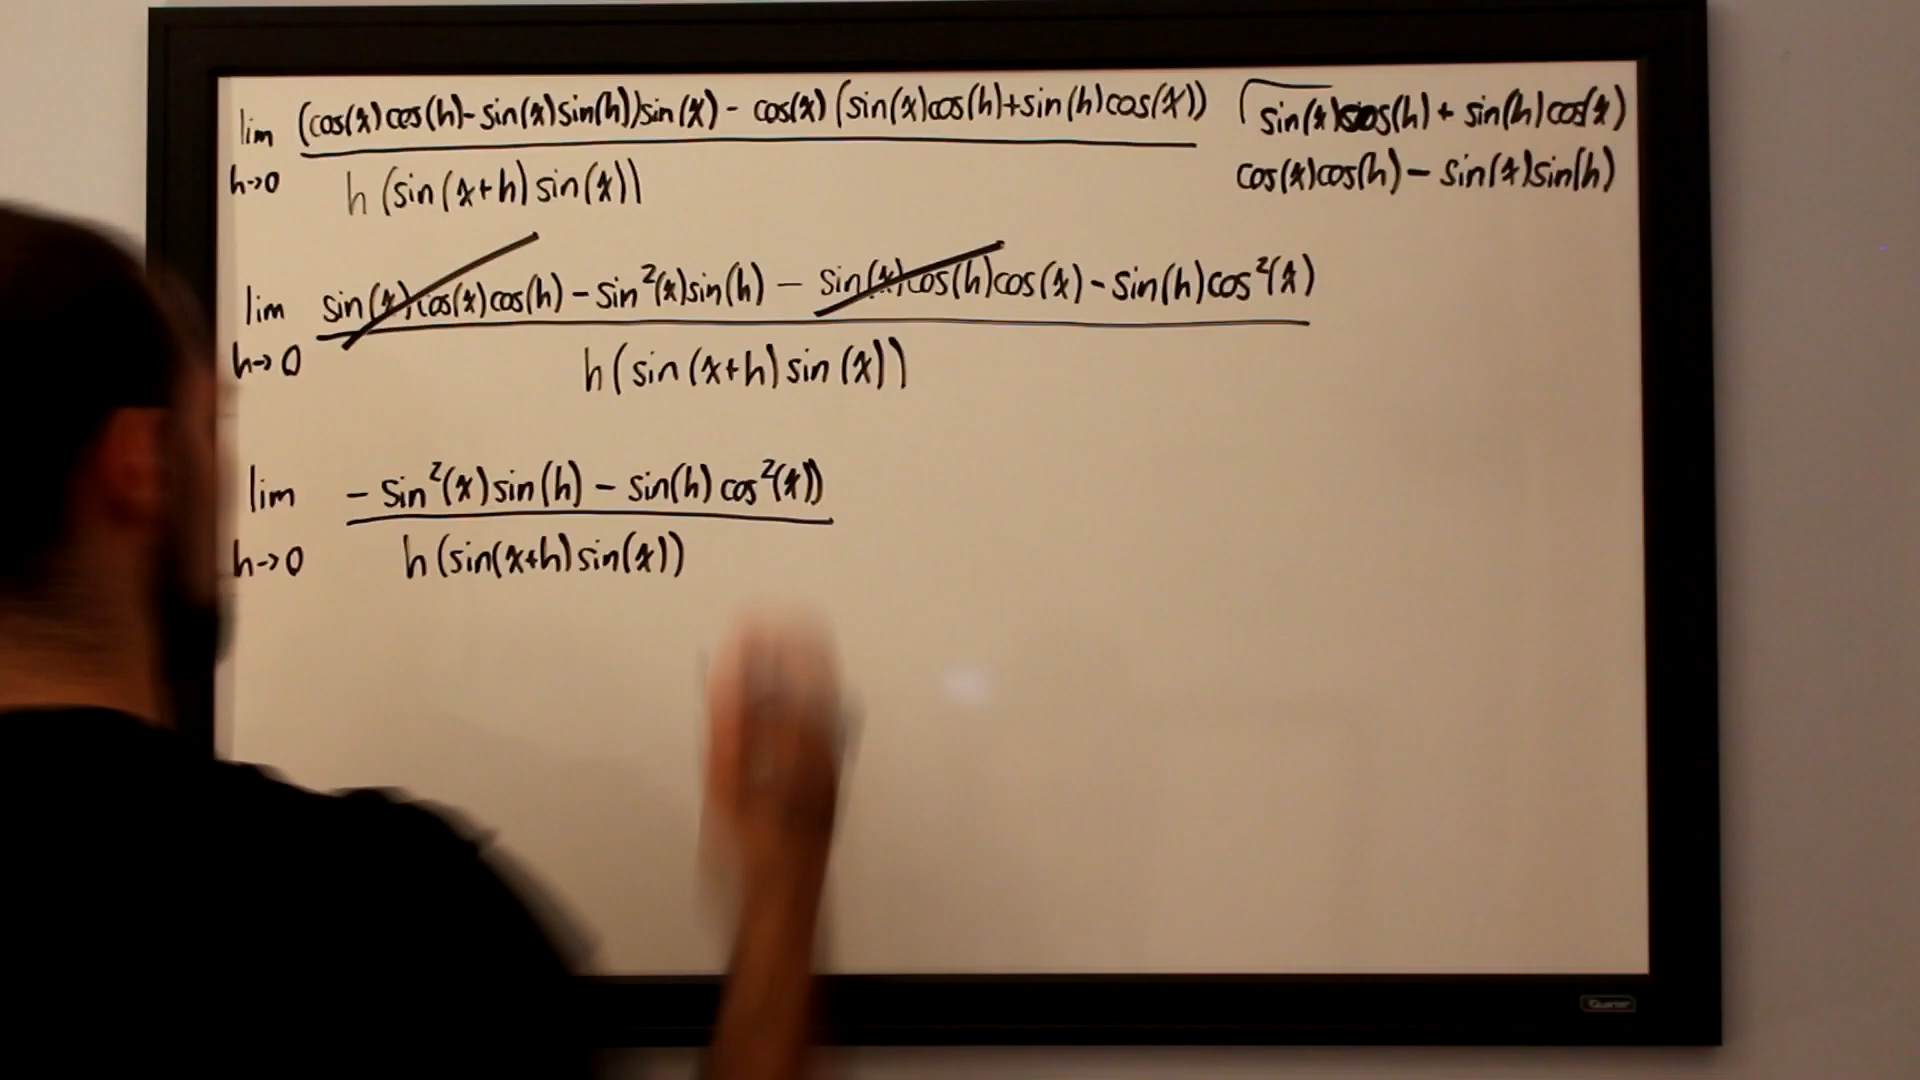 lim (cos(x)cos(h)-sin(x)sin(h))sin(x) - cos(x) (sin(x)cos(h)+sin(h)cos(x))
h→0 h (sin(x+h) sin(x))
sin(x)cos(h) + sin(h)cos(x)
cos(x)cos(h) - sin(x)sin(h)
lim sin(x)cos(x)cos(h) - sin²(x)sin(h) - sin(x)cos(h)cos(x) - sin(h)cos²(x)
h→0 h(sin(x+h) sin(x))
lim - sin²(x)sin(h) - sin(h) cos²(x))
h→0 h(sin(x+h) sin(x))
Quartet